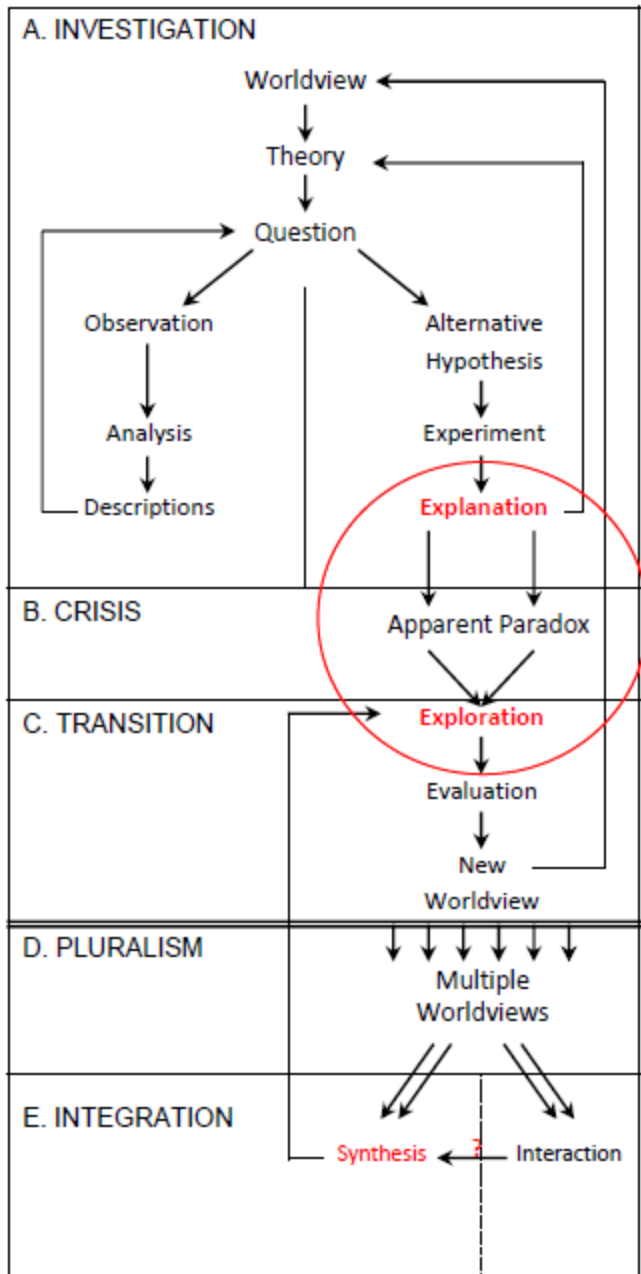 A. INVESTIGATION
Worldview
Theory
Question
Observation
Alternative
Hypothesis
Analysis
Experiment
Descriptions
Explanation
B. CRISIS
Apparent Paradox
C. TRANSITION
Exploration
Evaluation
New
Worldview
D. PLURALISM
Multiple
Worldviews
E. INTEGRATION
Synthesis
?
Interaction